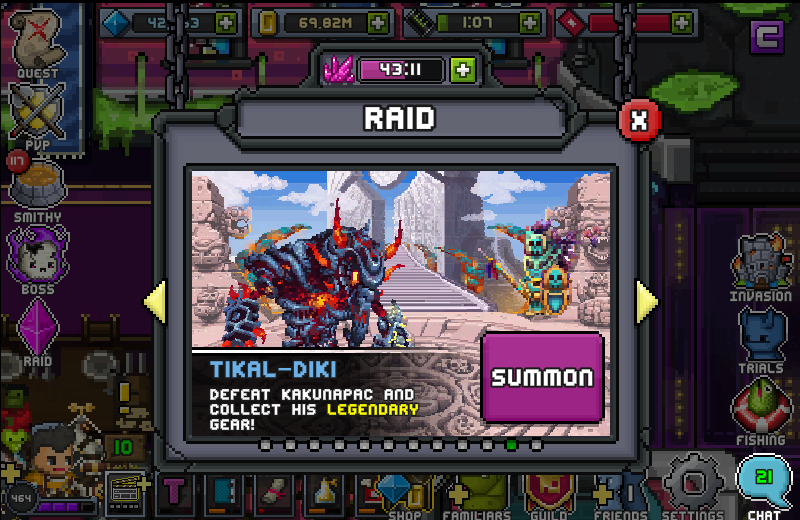 69.82M
1:07
C
QUEST
43:11
PVP
RAID
X
117
SMITHY
BOSS
RAID
INVASION
TRIALS
FISHING
TIKAL-DIKI
SUMMON
DEFEAT KAKUNAPAC AND
COLLECT HIS LEGENDARY
GEAR!
10
464
T
21
SHOP
FAMILIARS
GUILD
FRIENDS
SETTINGS
CHAT